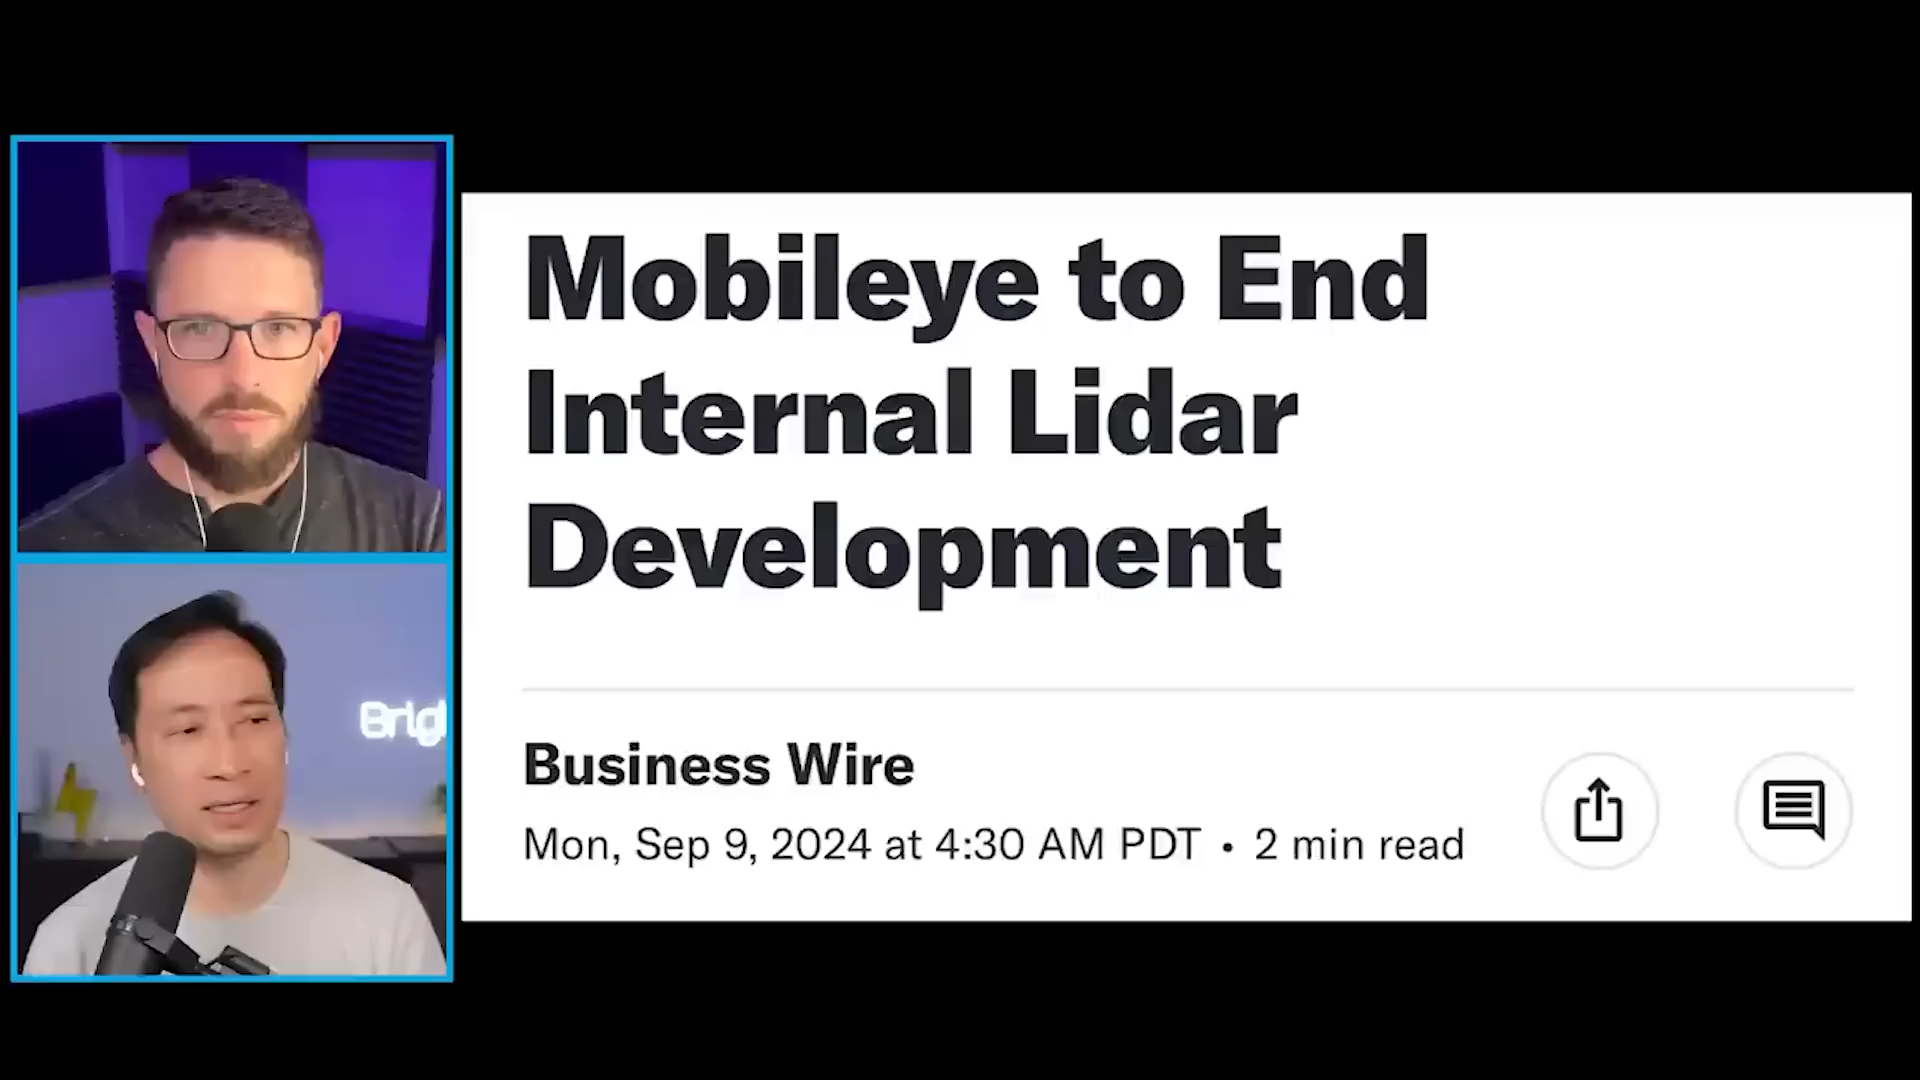 Mobileye to End
Internal Lidar
Development
Business Wire
Mon, Sep 9, 2024 at 4:30 AM PDT • 2 min read
Brigh